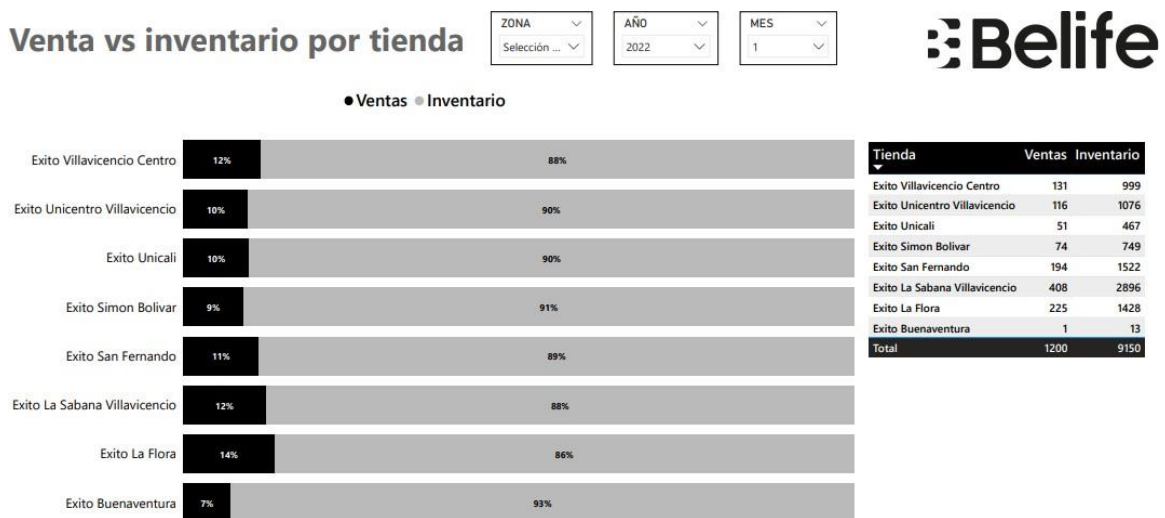 Venta vs inventario por tienda
ZONA
Selección ...
AÑO
2022
MES
1
Belife
Ventas Inventario
Exito Villavicencio Centro 12% 88%
Exito Unicentro Villavicencio 10% 90%
Exito Unicali 10% 90%
Exito Simon Bolivar 9% 91%
Exito San Fernando 11% 89%
Exito La Sabana Villavicencio 12% 88%
Exito La Flora 14% 86%
Exito Buenaventura 7% 93%
Tienda Ventas Inventario
Exito Villavicencio Centro 131 999
Exito Unicentro Villavicencio 116 1076
Exito Unicali 51 467
Exito Simon Bolivar 74 749
Exito San Fernando 194 1522
Exito La Sabana Villavicencio 408 2896
Exito La Flora 225 1428
Exito Buenaventura 1 13
Total 1200 9150